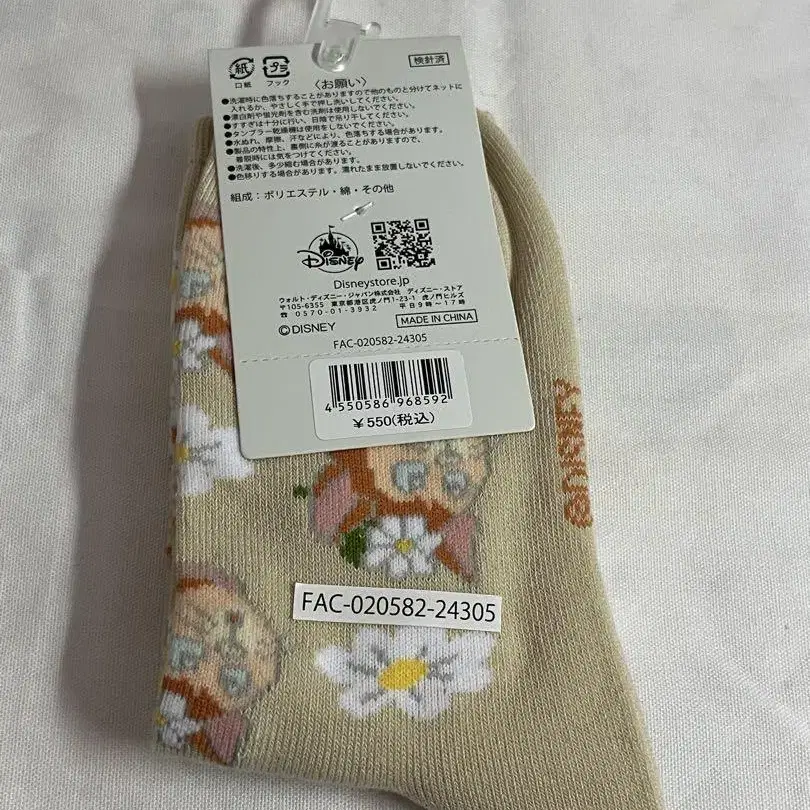 紙
プラ
検針済
口紙
フック
〈お願い〉
●洗濯時に色落ちすることがありますので他のものと分けてネットに
入れるか、やさしく手で押し洗いしてください。
●漂白剤や蛍光剤を含む洗剤は使用しないでください。
●すすぎは十分に行い、日陰で吊り干してください。
●タンブラー乾燥機は使用をしないでください。
●水ぬれ、摩擦、汗などにより、色落ちする場合があります。
●製品の特性上、裏側に糸が渡ることがありますので、
着脱時には気をつけてください。
●洗濯後、多少縮む場合があります。
●色移りする場合があります。濡れたまま放置しないでください。
組成：ポリエステル・綿・その他
Disney
Disneystore.jp
ウォルト・ディズニー・ジャパン株式会社 ディズニー・ストア
〒105-6355 東京都港区虎ノ門1-23-1 虎ノ門ヒルズ
☎ 0570-01-3932 平日9時〜17時
©DISNEY
MADE IN CHINA
FAC-020582-24305
4 550586 968592
¥550(税込)
FAC-020582-24305